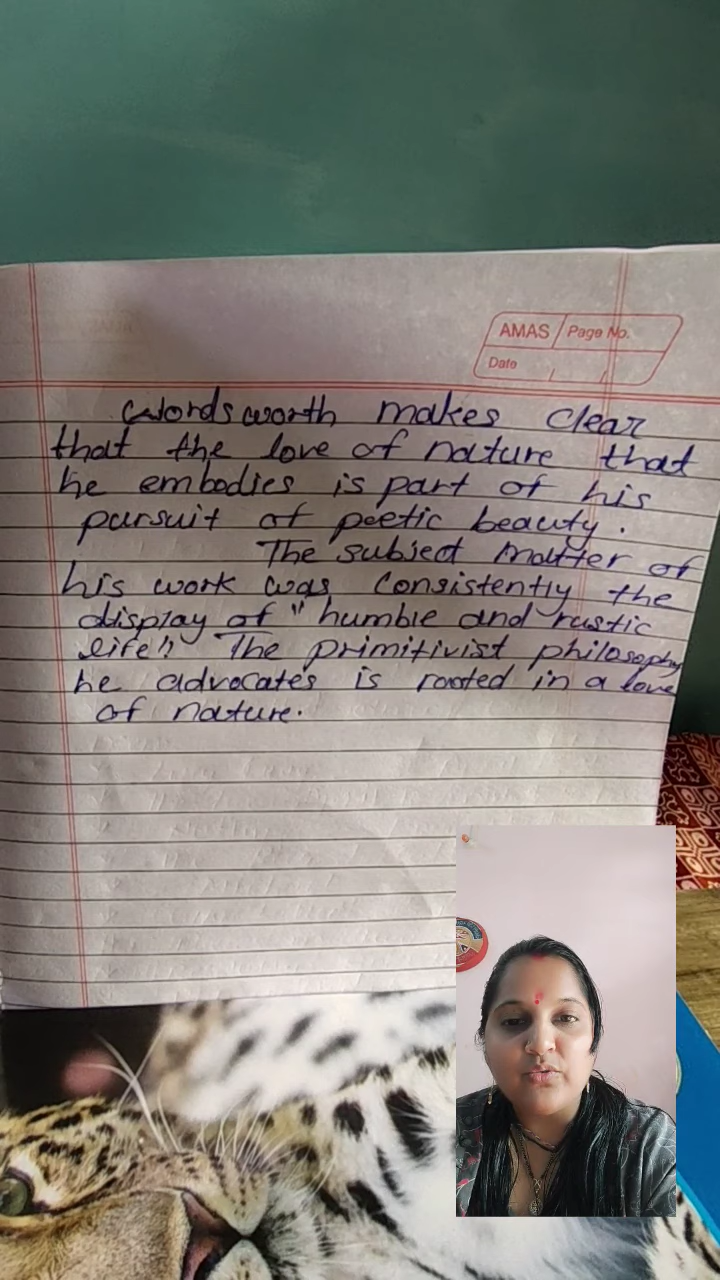 AMAS Page No.
Date
Wordsworth makes clear
that the love of nature that
he embodies is part of his
pursuit of poetic beauty.
The subject matter of
his work was consistently the
display of "humble and rustic
life" The primitivist philosophy
he advocates is rooted in a love
of nature.